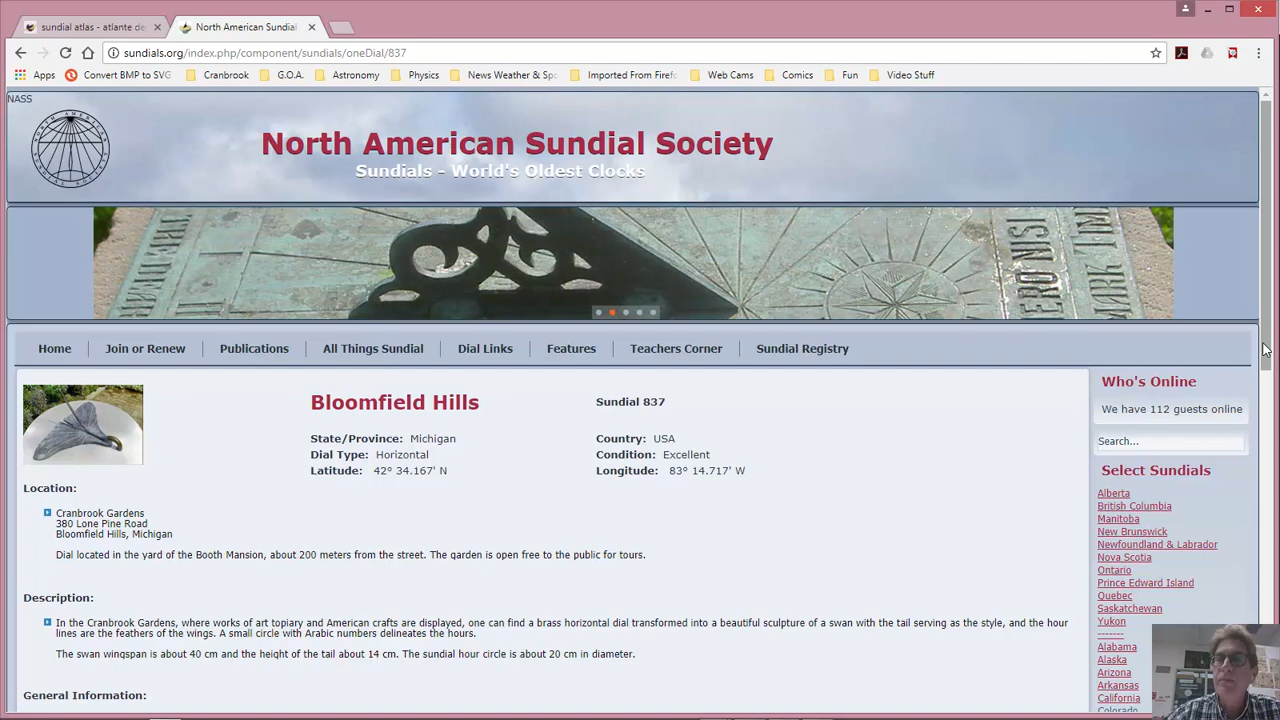 sundial atlas - atlante de
North American Sundial
sundials.org/index.php/component/sundials/oneDial/837
Apps Convert BMP to SVG Cranbrook G.O.A. Astronomy Physics News Weather & Spo Imported From Firef Web Cams Comics Fun Video Stuff
NASS
North American Sundial Society
Sundials - World's Oldest Clocks
Home Join or Renew Publications All Things Sundial Dial Links Features Teachers Corner Sundial Registry
Bloomfield Hills Sundial 837
State/Province: Michigan Country: USA
Dial Type: Horizontal Condition: Excellent
Latitude: 42° 34.167' N Longitude: 83° 14.717' W
Location:
Cranbrook Gardens
380 Lone Pine Road
Bloomfield Hills, Michigan
Dial located in the yard of the Booth Mansion, about 200 meters from the street. The garden is open free to the public for tours.
Description:
In the Cranbrook Gardens, where works of art topiary and American crafts are displayed, one can find a brass horizontal dial transformed into a beautiful sculpture of a swan with the tail serving as the style, and the hour
lines are the feathers of the wings. A small circle with Arabic numbers delineates the hours.
The swan wingspan is about 40 cm and the height of the tail about 14 cm. The sundial hour circle is about 20 cm in diameter.
General Information:
Who's Online
We have 112 guests online
Search...
Select Sundials
Alberta
British Columbia
Manitoba
New Brunswick
Newfoundland & Labrador
Nova Scotia
Ontario
Prince Edward Island
Quebec
Saskatchewan
Yukon
-------
Alabama
Alaska
Arizona
Arkansas
California
Colorado